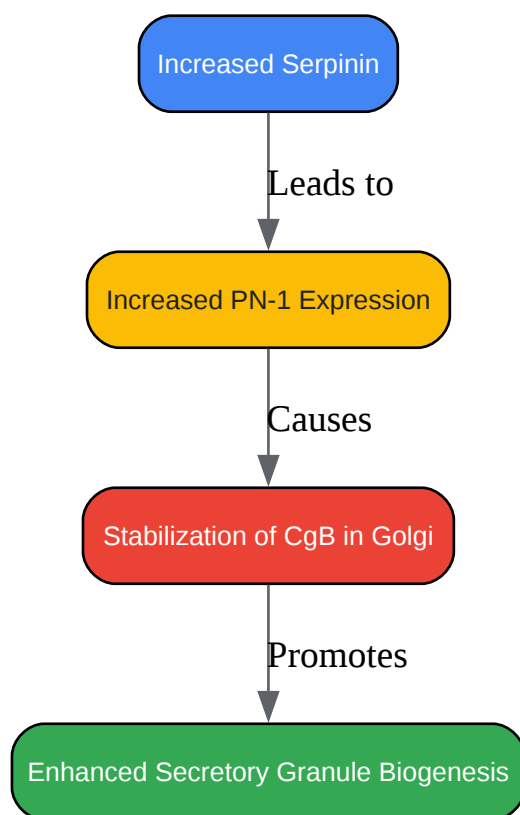 Increased Serpinin
Leads to
Increased PN-1 Expression
Causes
Stabilization of CgB in Golgi
Promotes
Enhanced Secretory Granule Biogenesis